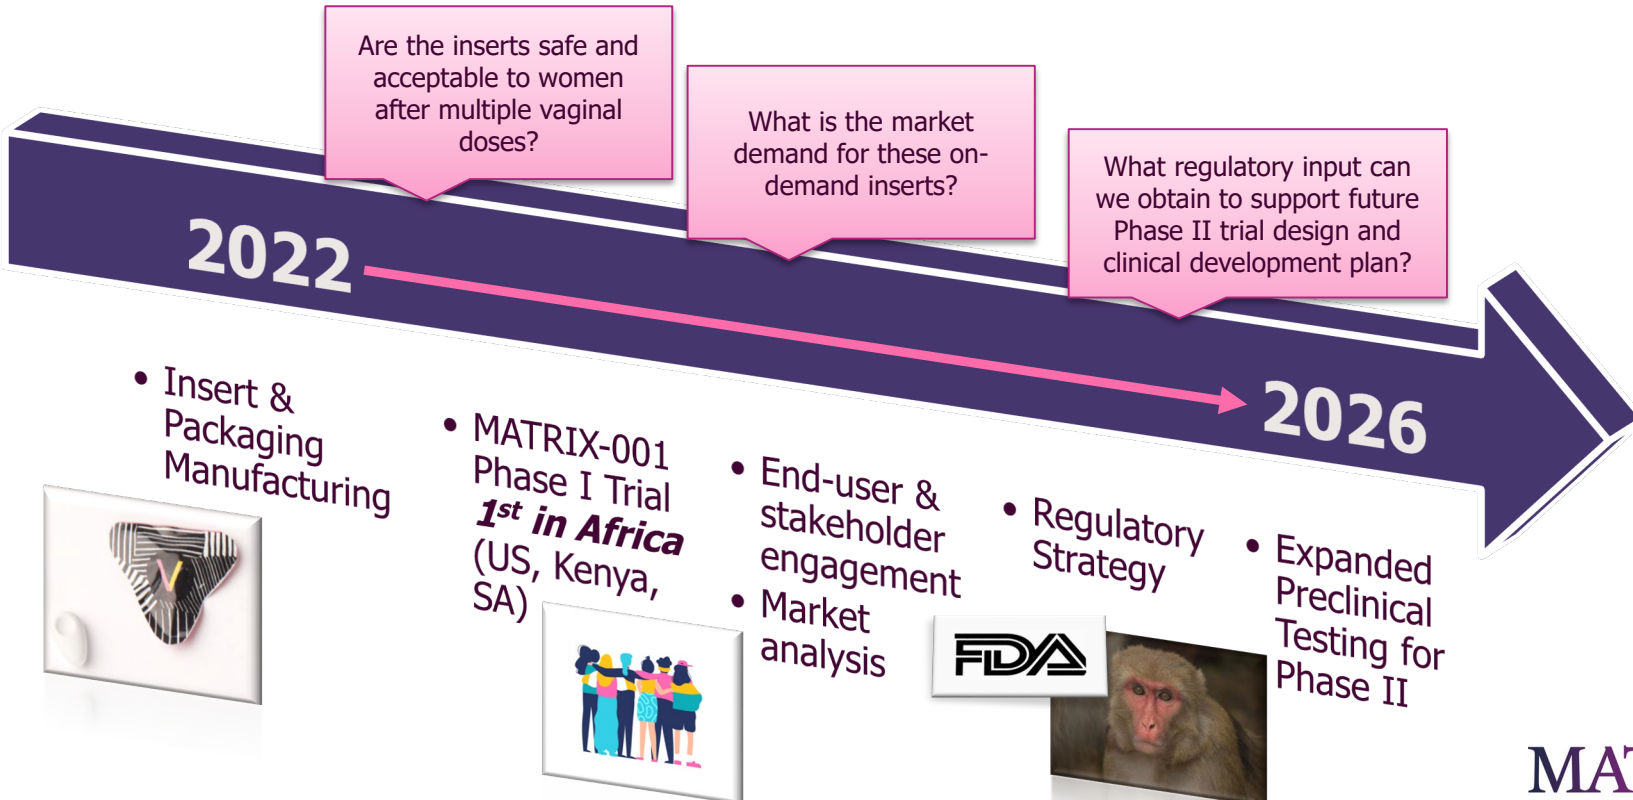 Are the inserts safe and
acceptable to women
after multiple vaginal
doses?
What is the market
demand for these on-
demand inserts?
What regulatory input can
we obtain to support future
Phase II trial design and
clinical development plan?
2022
2026
• Insert &
Packaging
Manufacturing
• MATRIX-001
Phase I Trial
1st in Africa
(US, Kenya,
SA)
• End-user &
stakeholder
engagement
• Market
analysis
• Regulatory
Strategy
FDA
• Expanded
Preclinical
Testing for
Phase II
MAT